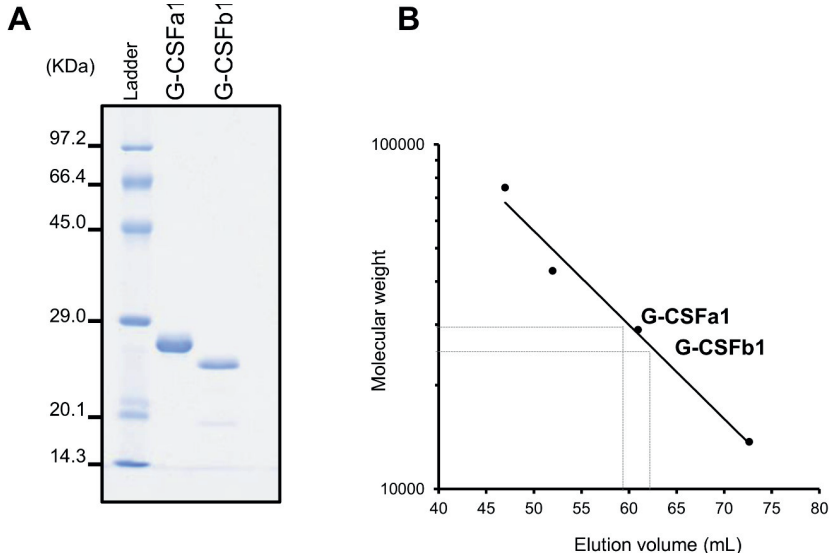 A
(KDa)
Ladder
G-CSFa1
G-CSFb1
97.2
66.4
45.0
29.0
20.1
14.3
B
100000
10000
Molecular weight
G-CSFa1
G-CSFb1
40 45 50 55 60 65 70 75 80
Elution volume (mL)